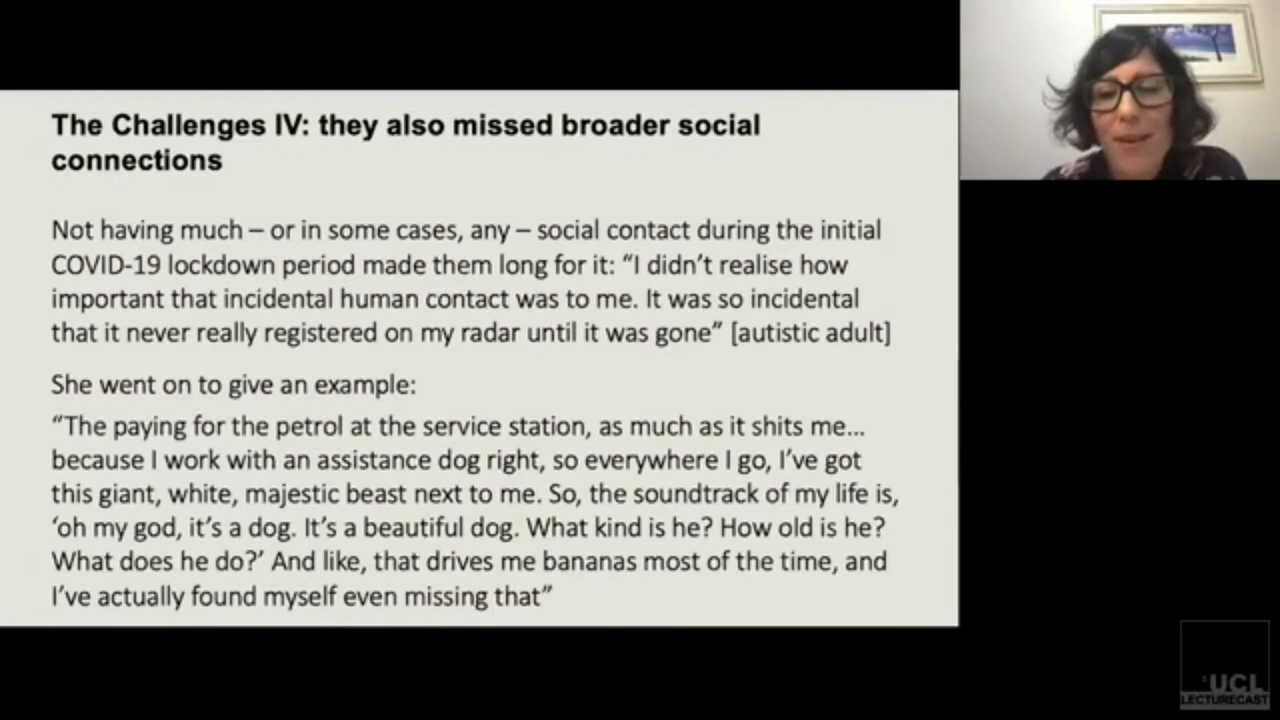 The Challenges IV: they also missed broader social
connections
Not having much – or in some cases, any – social contact during the initial
COVID-19 lockdown period made them long for it: “I didn’t realise how
important that incidental human contact was to me. It was so incidental
that it never really registered on my radar until it was gone” [autistic adult]
She went on to give an example:
“The paying for the petrol at the service station, as much as it shits me…
because I work with an assistance dog right, so everywhere I go, I’ve got
this giant, white, majestic beast next to me. So, the soundtrack of my life is,
‘oh my god, it’s a dog. It’s a beautiful dog. What kind is he? How old is he?
What does he do?’ And like, that drives me bananas most of the time, and
I’ve actually found myself even missing that”
UCL
LECTURECAST